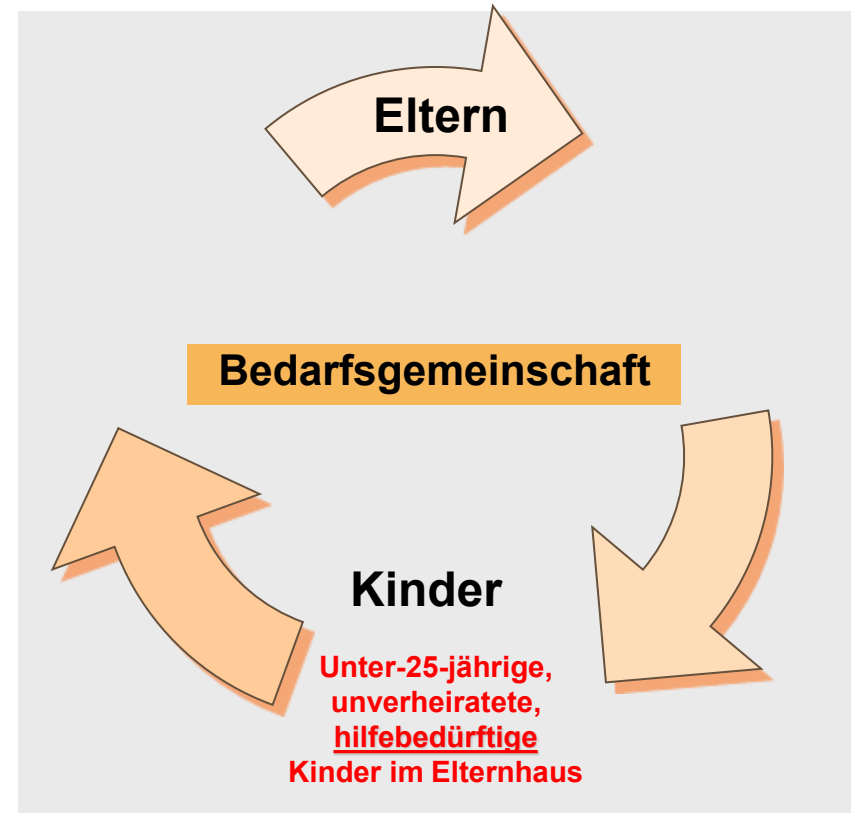 Eltern
Bedarfsgemeinschaft
Kinder
Unter-25-jährige,
unverheiratete,
hilfebedürftige
Kinder im Elternhaus